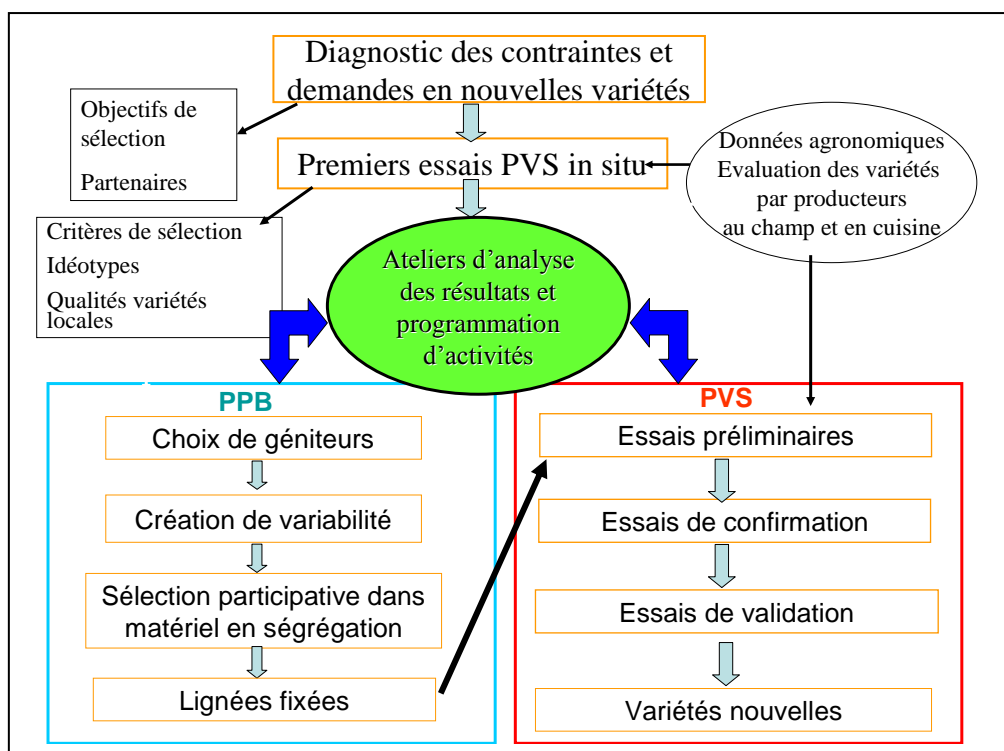 Diagnostic des contraintes et
demandes en nouvelles variétés
Objectifs de
sélection
Partenaires
Premiers essais PVS in situ
Données agronomiques
Evaluation des variétés
par producteurs
au champ et en cuisine
Critères de sélection
Idéotypes
Qualités variétés
locales
Ateliers d’analyse
des résultats et
programmation
d’activités
PPB
Choix de géniteurs
Création de variabilité
Sélection participative dans
matériel en ségrégation
Lignées fixées
PVS
Essais préliminaires
Essais de confirmation
Essais de validation
Variétés nouvelles